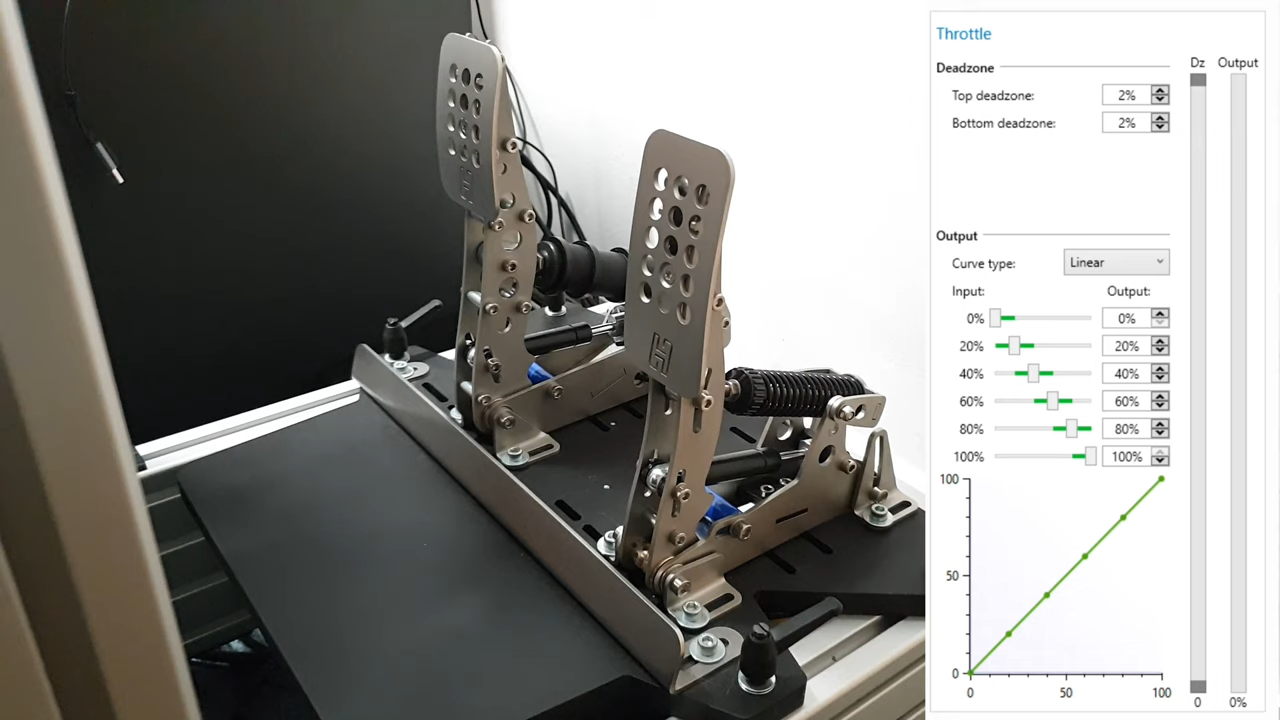 Throttle
Dz Output
Deadzone
Top deadzone: 2%
Bottom deadzone: 2%
Output
Curve type: Linear
Input: Output:
0% 0%
20% 20%
40% 40%
60% 60%
80% 80%
100% 100%
100
50
0
0 50 100
0 0%